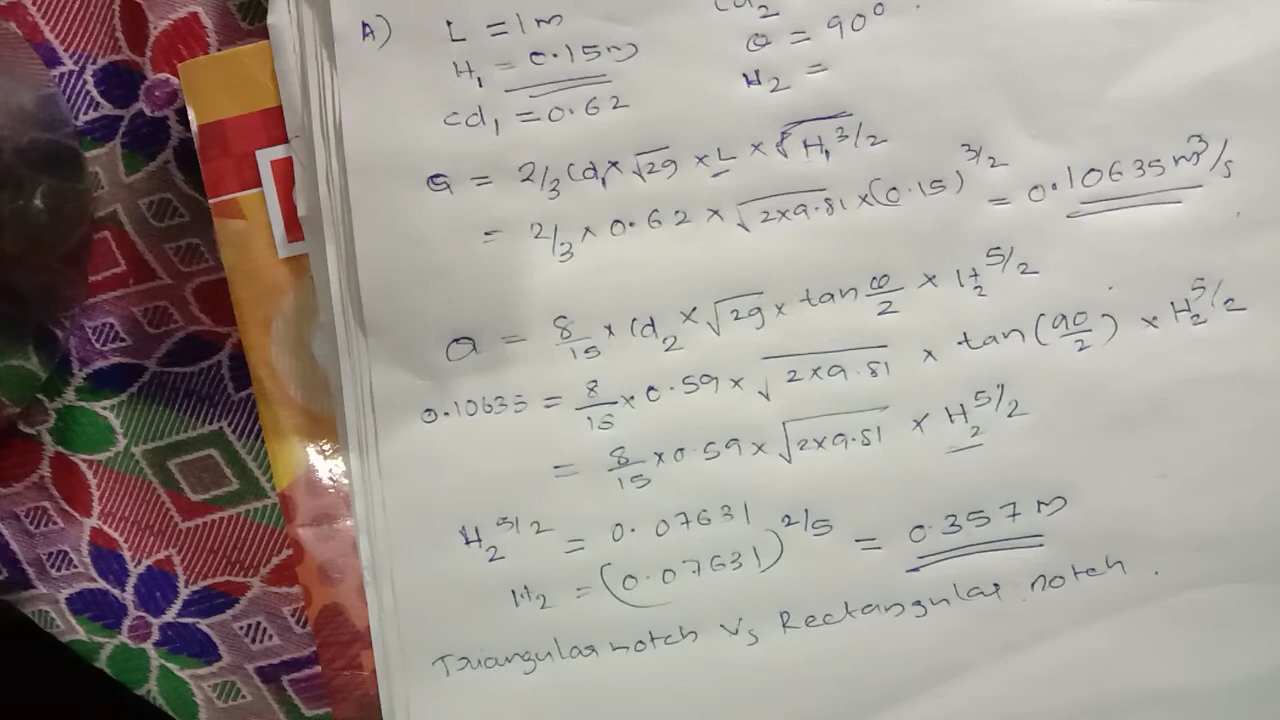 A) L = 1m
H₁ = 0.15m
cd₁ = 0.62
Cd₂
θ = 90°.
H₂ =
Q = 2/3 Cd₁ × √2g × L × √H₁^3/2
= 2/3 × 0.62 × √2×9.81 × (0.15)^3/2 = 0.10635 m³/s
Q = 8/15 × Cd₂ × √2g × tan θ/2 × H₂^5/2
0.10635 = 8/15 × 0.59 × √2×9.81 × tan(90/2) × H₂^5/2
= 8/15 × 0.59 × √2×9.81 × H₂^5/2
H₂^5/2 = 0.07631
H₂ = (0.07631)^2/5 = 0.357 m
Triangular notch Vs Rectangular notch.